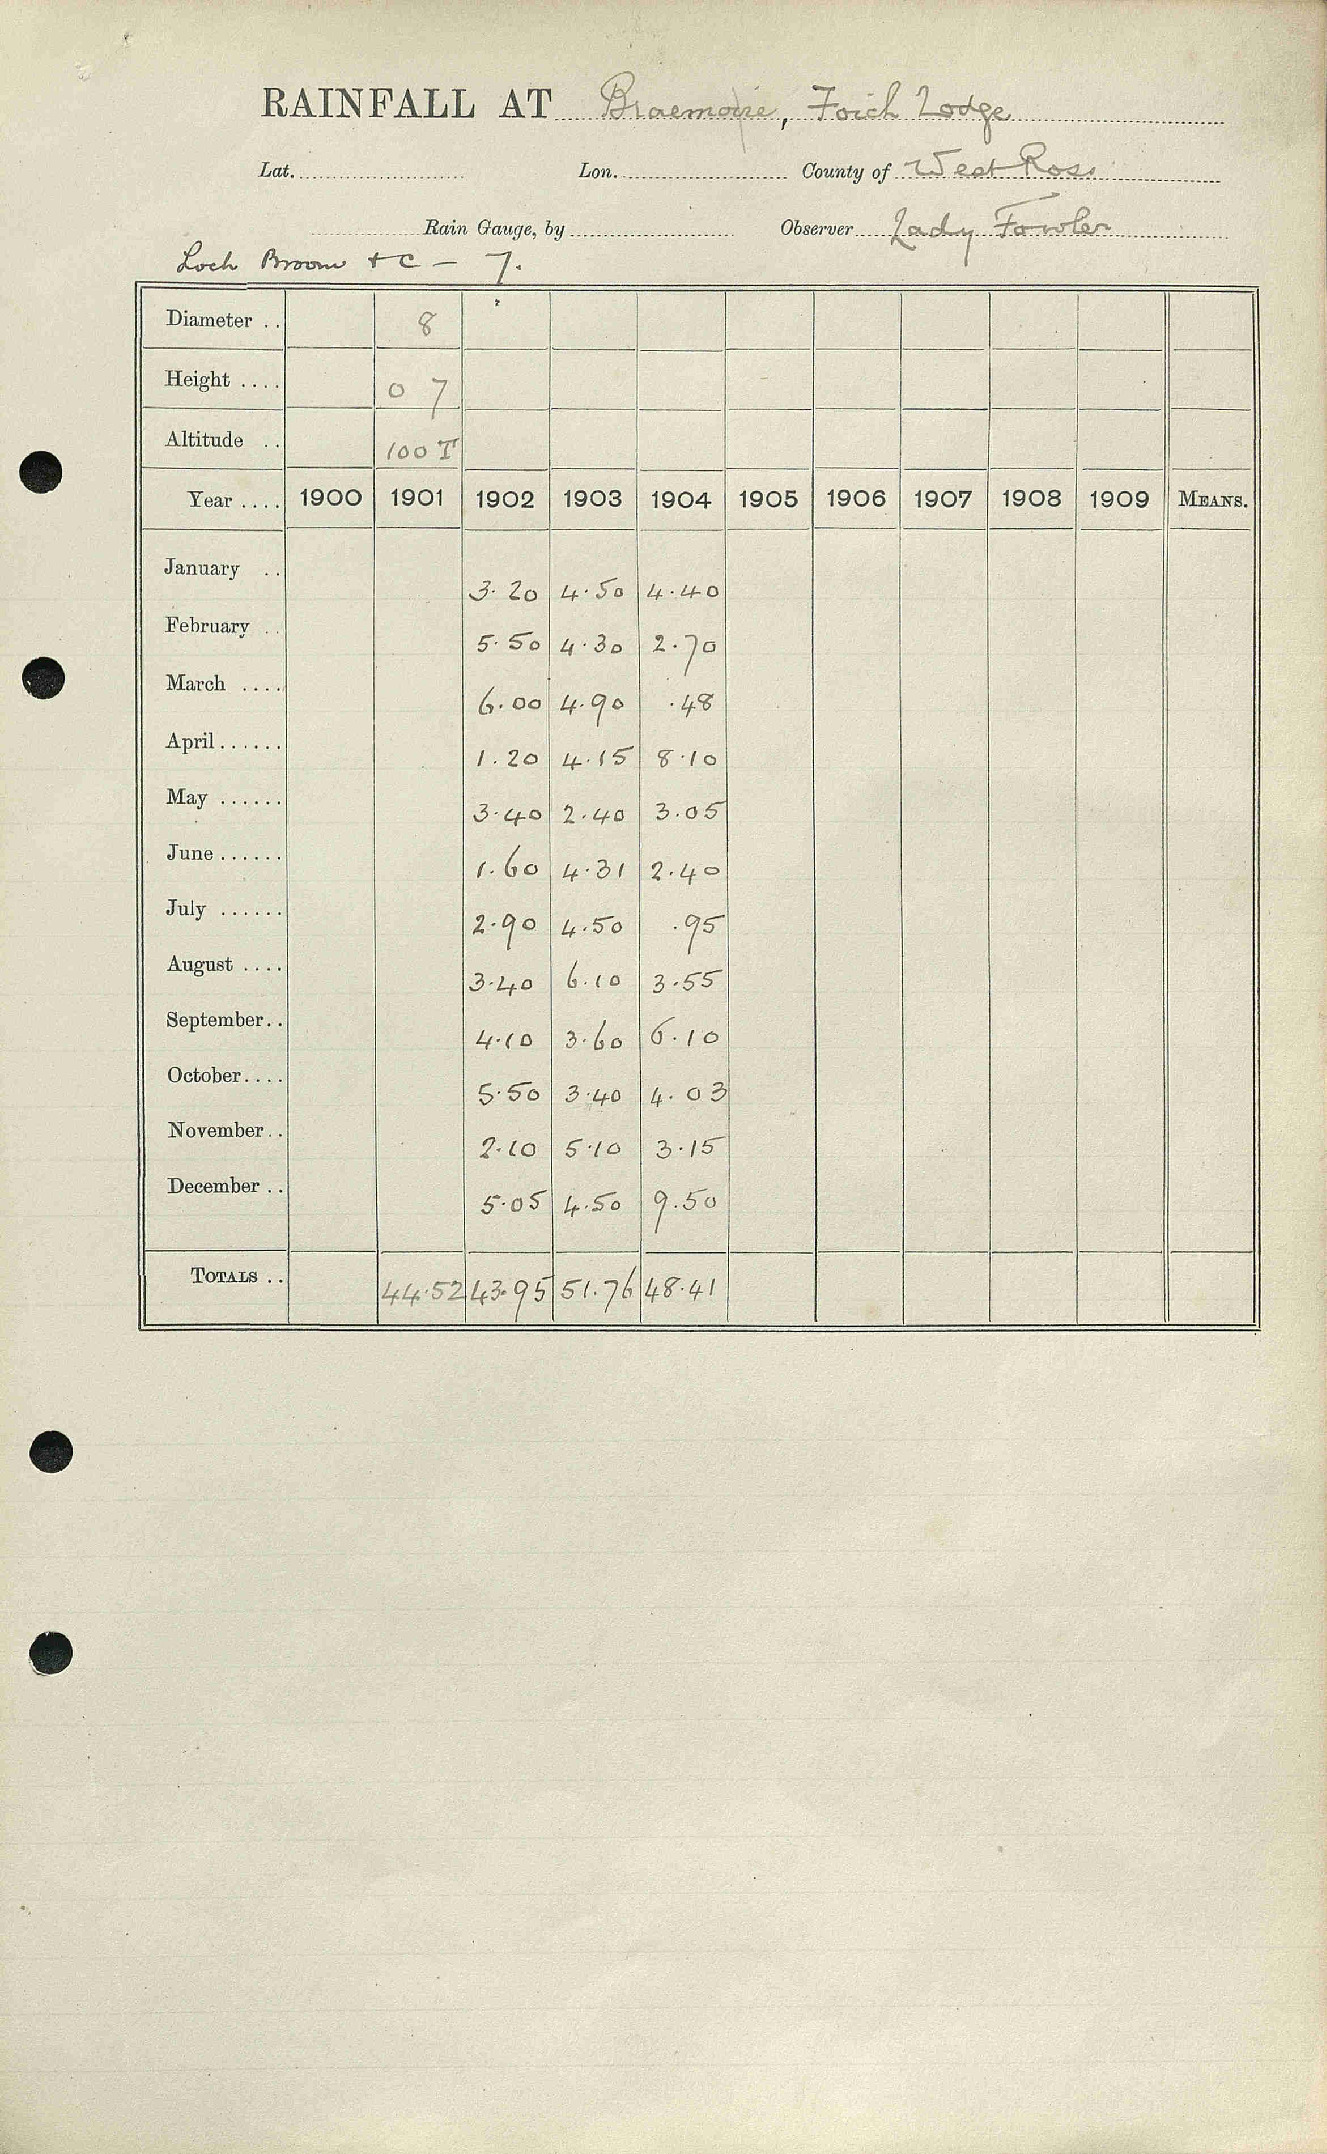 RAINFALL AT Braemore, Foich Lodge
Lat. Lon. County of West Ross
Rain Gauge, by Observer Lady Fowler
Loch Broom + C — 7.
Diameter .. 8
Height .... 0 7
Altitude .. 100 T
Year .... 1900 1901 1902 1903 1904 1905 1906 1907 1908 1909 MEANS.
January .. 3.20 4.50 4.40
February .. 5.50 4.30 2.70
March .... 6.00 4.90 .48
April ...... 1.20 4.15 8.10
May ...... 3.40 2.40 3.05
June ...... 1.60 4.31 2.40
July ...... 2.90 4.50 .95
August .... 3.40 6.10 3.55
September.. 4.10 3.60 6.10
October.... 5.50 3.40 4.03
November.. 2.10 5.10 3.15
December .. 5.05 4.50 9.50
TOTALS .. 44.52 43.95 51.76 48.41